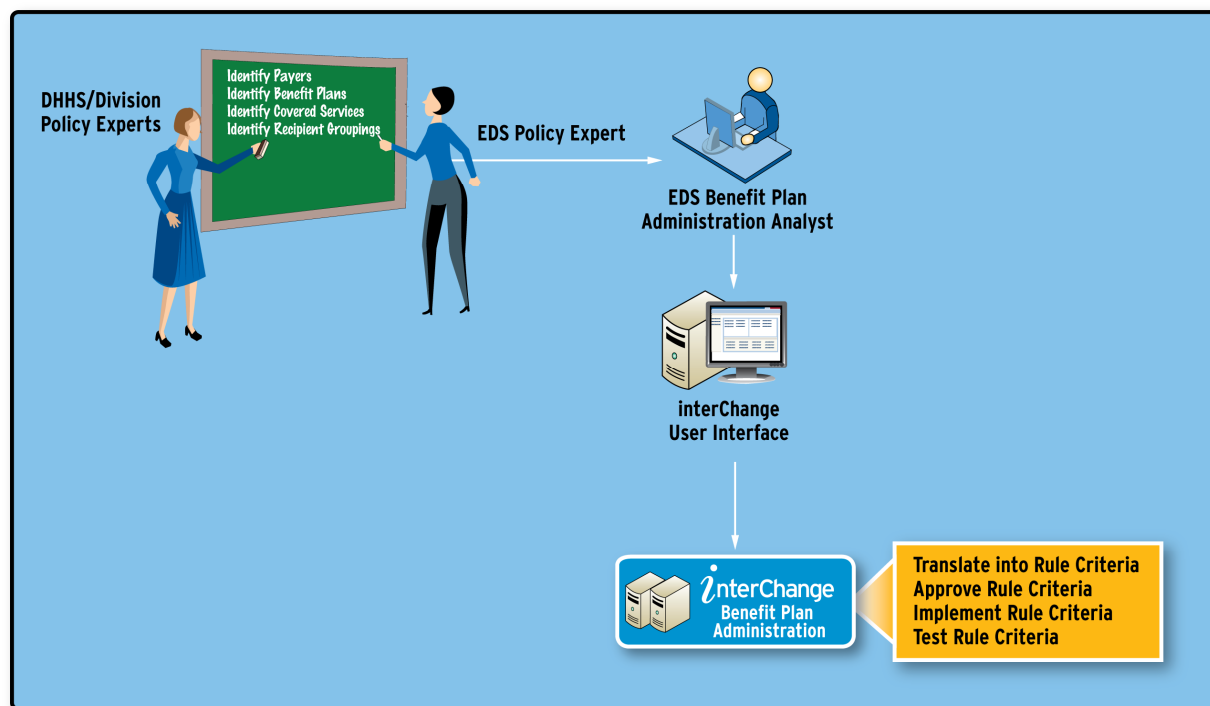 DHHS/Division
Policy Experts
Identify Payers
Identify Benefit Plans
Identify Covered Services
Identify Recipient Groupings
EDS Policy Expert
EDS Benefit Plan
Administration Analyst
interChange
User Interface
interChange
Benefit Plan
Administration
Translate into Rule Criteria
Approve Rule Criteria
Implement Rule Criteria
Test Rule Criteria